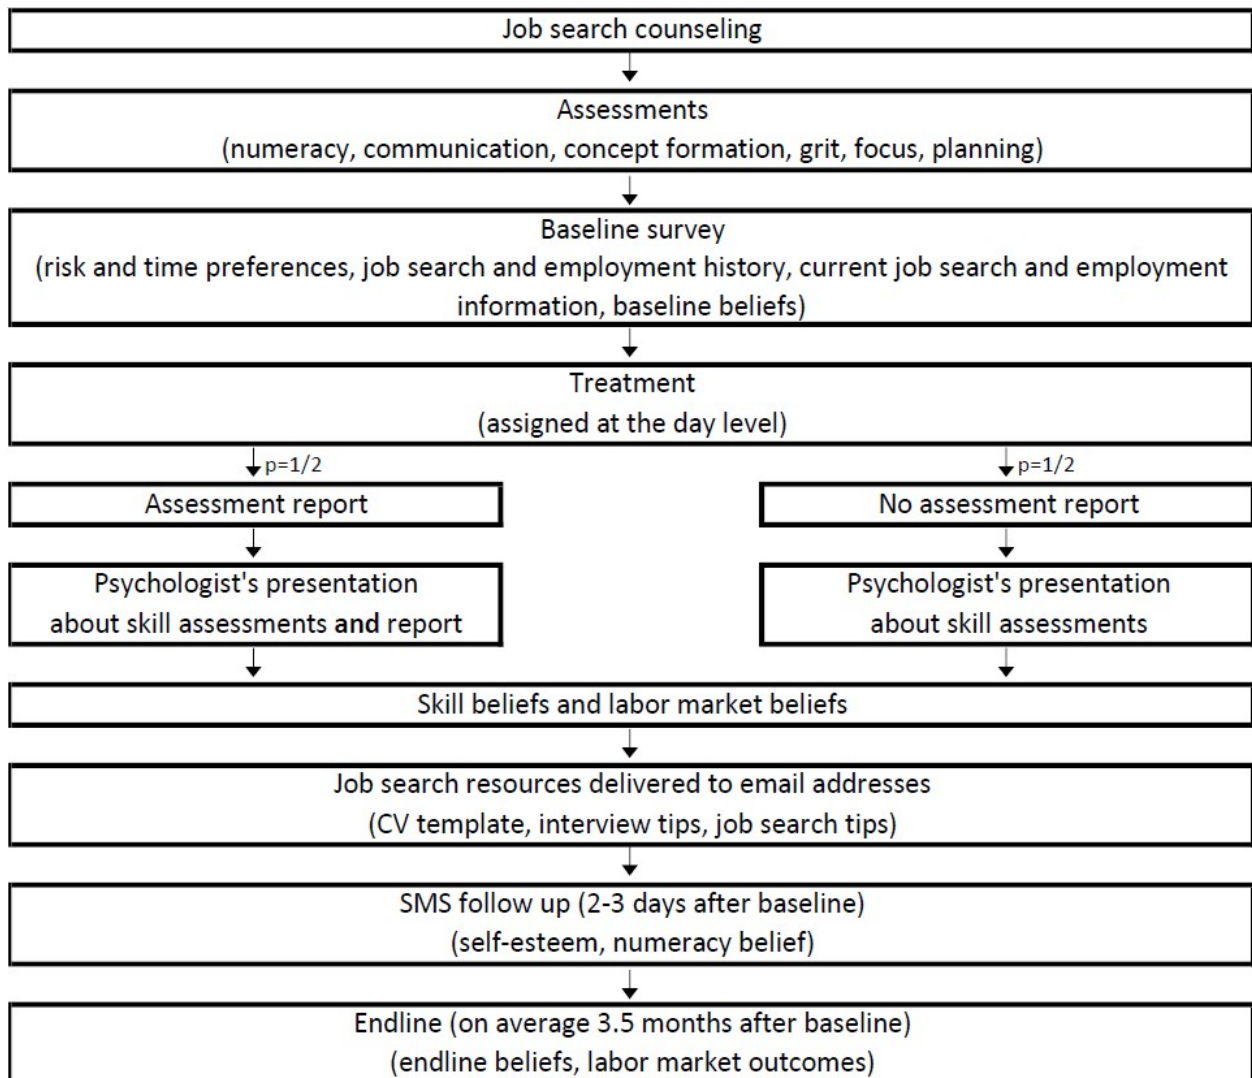 Job search counseling
Assessments
(numeracy, communication, concept formation, grit, focus, planning)
Baseline survey
(risk and time preferences, job search and employment history, current job search and employment
information, baseline beliefs)
Treatment
(assigned at the day level)
p=1/2
p=1/2
Assessment report
No assessment report
Psychologist's presentation
about skill assessments and report
Psychologist's presentation
about skill assessments
Skill beliefs and labor market beliefs
Job search resources delivered to email addresses
(CV template, interview tips, job search tips)
SMS follow up (2-3 days after baseline)
(self-esteem, numeracy belief)
Endline (on average 3.5 months after baseline)
(endline beliefs, labor market outcomes)